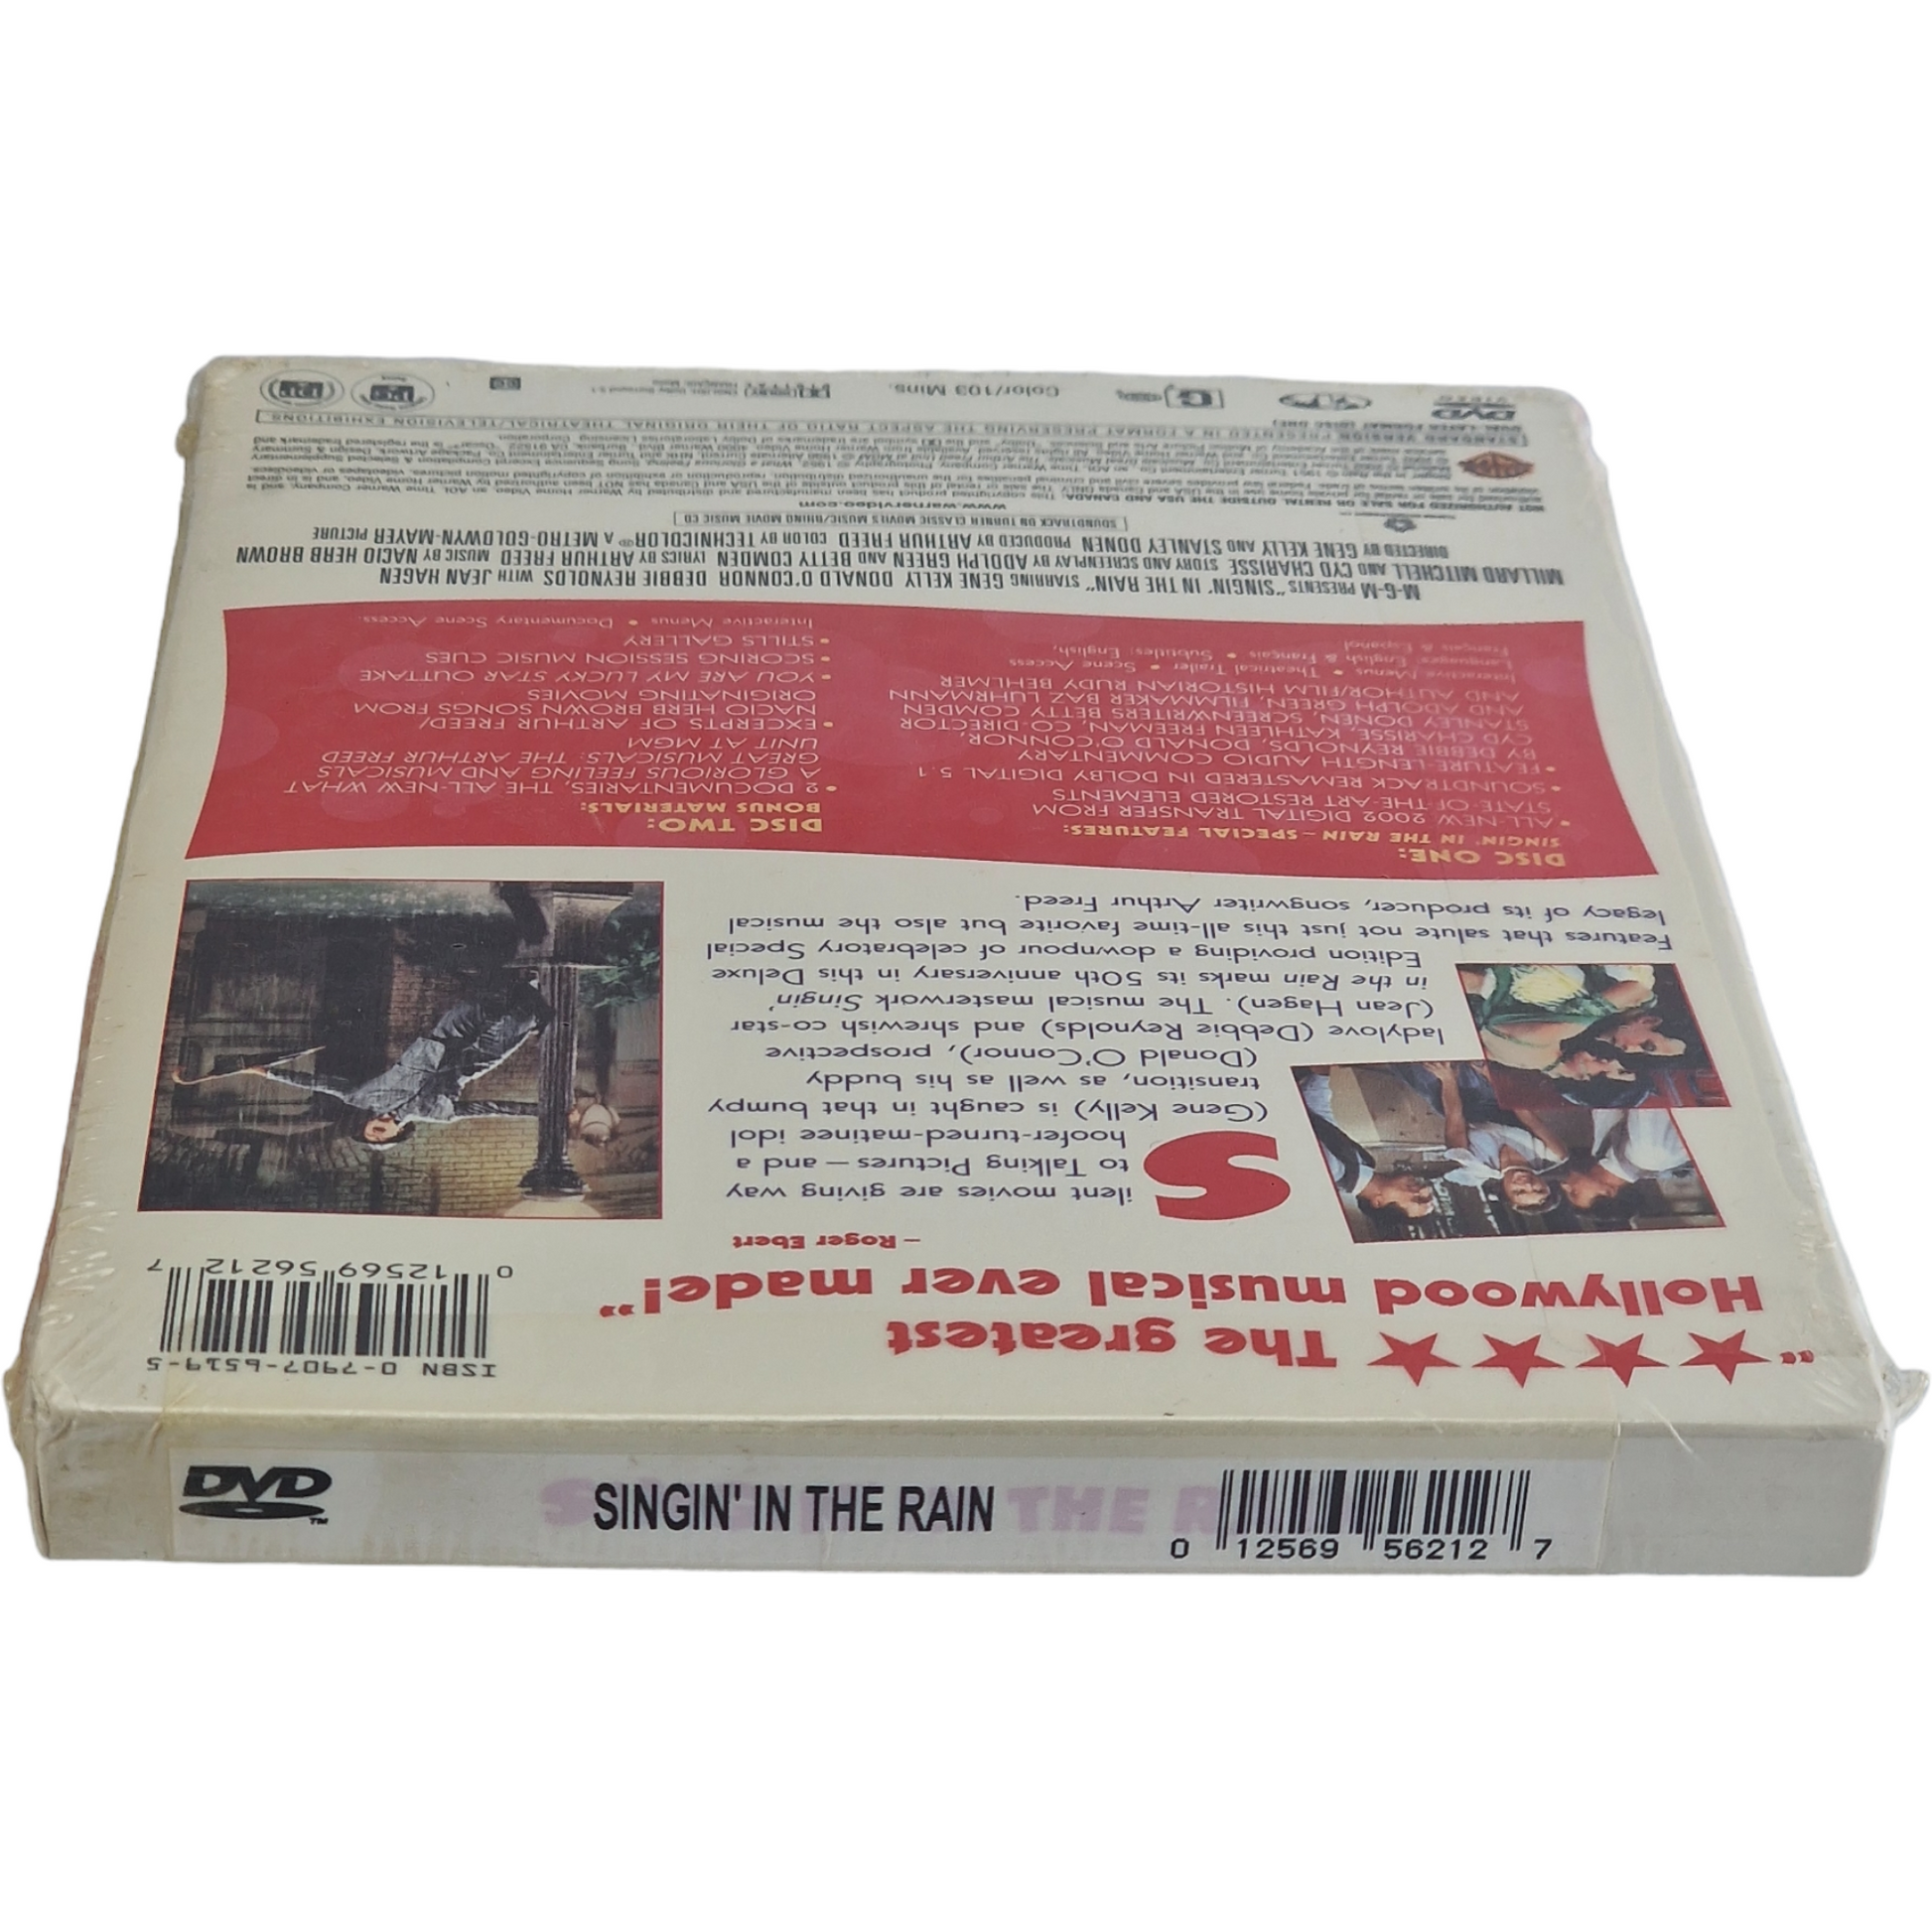 "★★★★ The greatest
Hollywood musical ever made!"
– Roger Ebert
ISBN 0-7907-6519-5
0 12569 56212 7
Silent movies are giving way
to Talking Pictures – and a
hoofer-turned-matinee idol
(Gene Kelly) is caught in that bumpy
transition, as well as his buddy
(Donald O'Connor), prospective
ladylove (Debbie Reynolds) and shrewish co-star
(Jean Hagen). The musical masterwork Singin'
in the Rain marks its 50th anniversary in this Deluxe
Edition providing a downpour of celebratory Special
Features that salute not just this all-time favorite but also the musical
legacy of its producer, songwriter Arthur Freed.
DISC ONE:
SINGIN' IN THE RAIN – SPECIAL FEATURES:
• ALL-NEW 2002 DIGITAL TRANSFER FROM
STATE-OF-THE-ART RESTORED ELEMENTS
• SOUNDTRACK REMASTERED IN DOLBY DIGITAL 5.1
• FEATURE-LENGTH AUDIO COMMENTARY
BY DEBBIE REYNOLDS, DONALD O'CONNOR,
CYD CHARISSE, KATHLEEN FREEMAN, CO-DIRECTOR
STANLEY DONEN, SCREENWRITERS BETTY COMDEN
AND ADOLPH GREEN, FILMMAKER BAZ LUHRMANN
AND AUTHOR/FILM HISTORIAN RUDY BEHLMER
Interactive Menus • Theatrical Trailer • Scene Access
Languages: English & Français • Subtitles: English,
Français & Español
DISC TWO:
BONUS MATERIALS:
• 2 DOCUMENTARIES, THE ALL-NEW WHAT
A GLORIOUS FEELING AND MUSICALS
GREAT MUSICALS: THE ARTHUR FREED
UNIT AT MGM
• EXCERPTS OF ARTHUR FREED/
NACIO HERB BROWN SONGS FROM
ORIGINATING MOVIES
• YOU ARE MY LUCKY STAR OUTTAKE
• SCORING SESSION MUSIC CUES
• STILLS GALLERY
Interactive Menus • Documentary Scene Access
M-G-M PRESENTS "SINGIN' IN THE RAIN" STARRING GENE KELLY DONALD O'CONNOR DEBBIE REYNOLDS WITH JEAN HAGEN
MILLARD MITCHELL AND CYD CHARISSE STORY AND SCREENPLAY BY ADOLPH GREEN AND BETTY COMDEN LYRICS BY ARTHUR FREED MUSIC BY NACIO HERB BROWN
DIRECTED BY GENE KELLY AND STANLEY DONEN PRODUCED BY ARTHUR FREED COLOR BY TECHNICOLOR® A METRO-GOLDWYN-MAYER PICTURE
SOUNDTRACK ON TURNER CLASSIC MOVIES MUSIC/RHINO MOVIE MUSIC CD
www.warnervideo.com
NOT AUTHORIZED FOR SALE OR RENTAL OUTSIDE THE USA AND CANADA.
STANDARD VERSION PRESENTED IN A FORMAT PRESERVING THE ASPECT RATIO OF THEIR ORIGINAL THEATRICAL/TELEVISION EXHIBITIONS
DVD VIDEO
G
Color/103 Mins.
DVD
SINGIN' IN THE RAIN
0 12569 56212 7